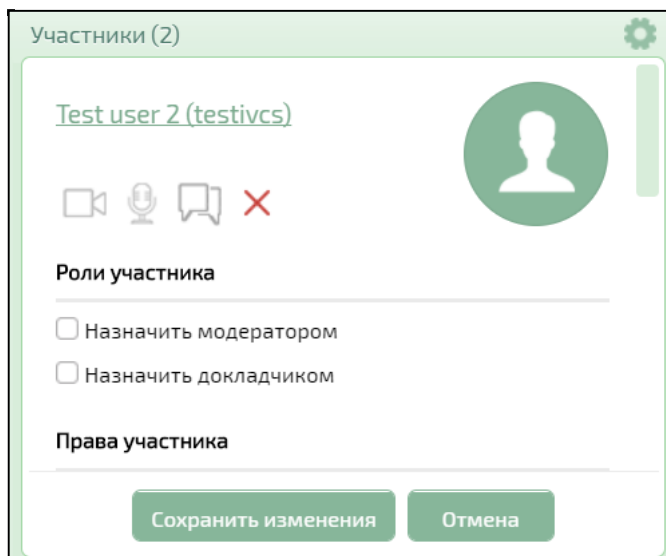 Участники (2)
Test user 2 (testivcs)
Роли участника
Назначить модератором
Назначить докладчиком
Права участника
Сохранить изменения
Отмена